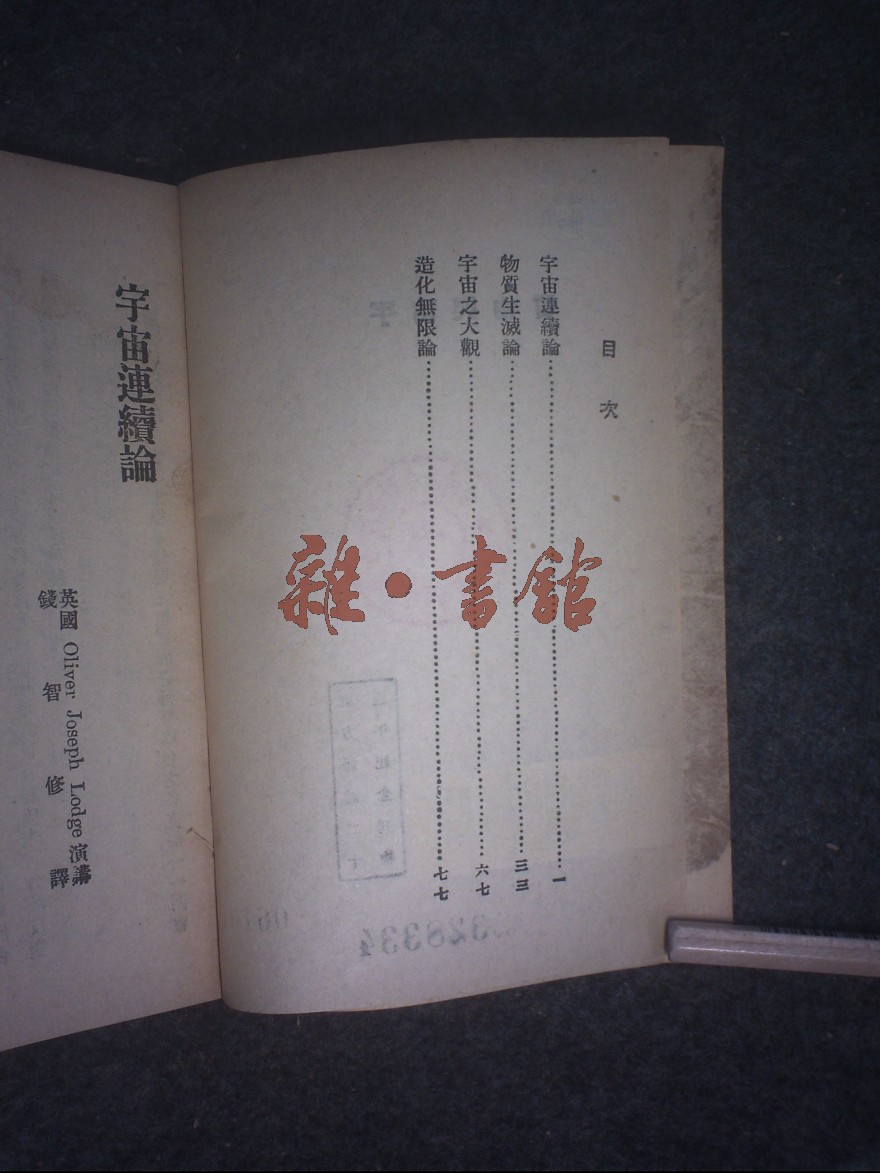 目次
宇宙連續論……一
物質生滅論……三三
宇宙之大觀……六七
造化無限論……七七
宇宙連續論
英國 Oliver Joseph Lodge 演講
錢智修譯
雜·書館
328334